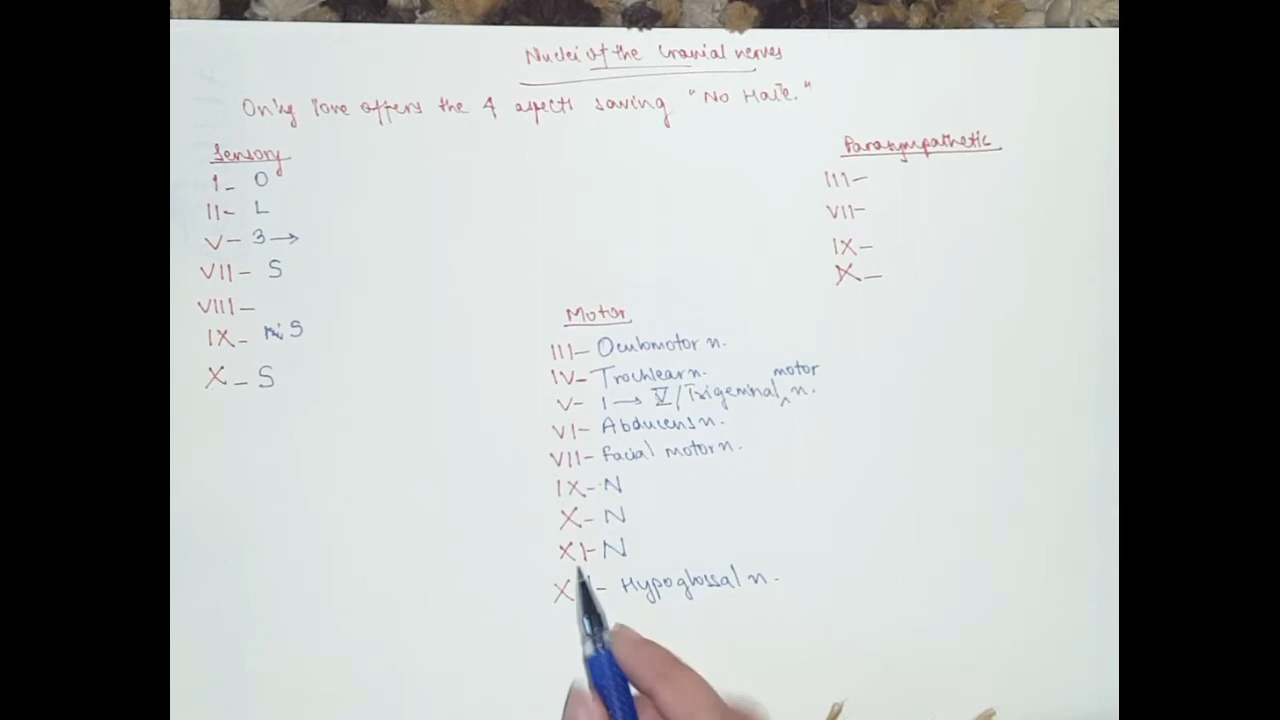 Nuclei of the Cranial nerves
Only love offers the 4 aspects saving "No Hate."
Sensory
I- O
II- L
V- 3→
VII- S
VIII-
IX- S
X- S
Parasympathetic
III-
VII-
IX-
X-
Motor
III- Oculomotor n.
IV- Trochlear n.
V- 1→ V/Trigeminal motor n.
VI- Abducens n.
VII- Facial motor n.
IX- N
X- N
XI- N
X - Hypoglossal n.